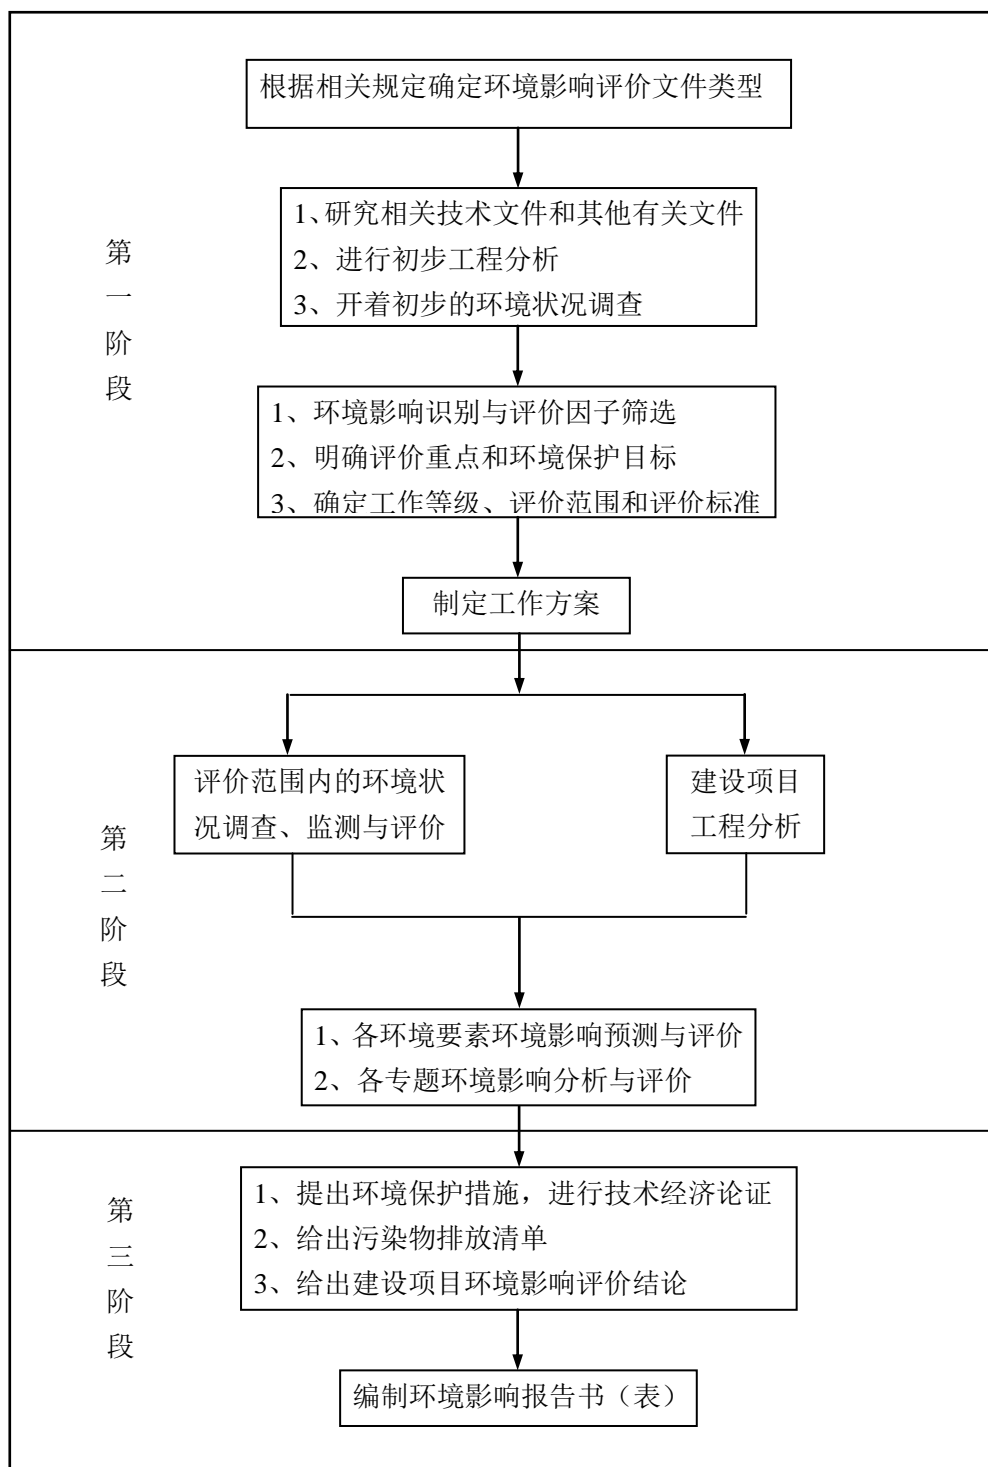 根据相关规定确定环境影响评价文件类型
第
一
阶
段
1、研究相关技术文件和其他有关文件
2、进行初步工程分析
3、开着初步的环境状况调查
1、环境影响识别与评价因子筛选
2、明确评价重点和环境保护目标
3、确定工作等级、评价范围和评价标准
制定工作方案
第
二
阶
段
评价范围内的环境状
况调查、监测与评价
建设项目
工程分析
1、各环境要素环境影响预测与评价
2、各专题环境影响分析与评价
第
三
阶
段
1、提出环境保护措施，进行技术经济论证
2、给出污染物排放清单
3、给出建设项目环境影响评价结论
编制环境影响报告书（表）